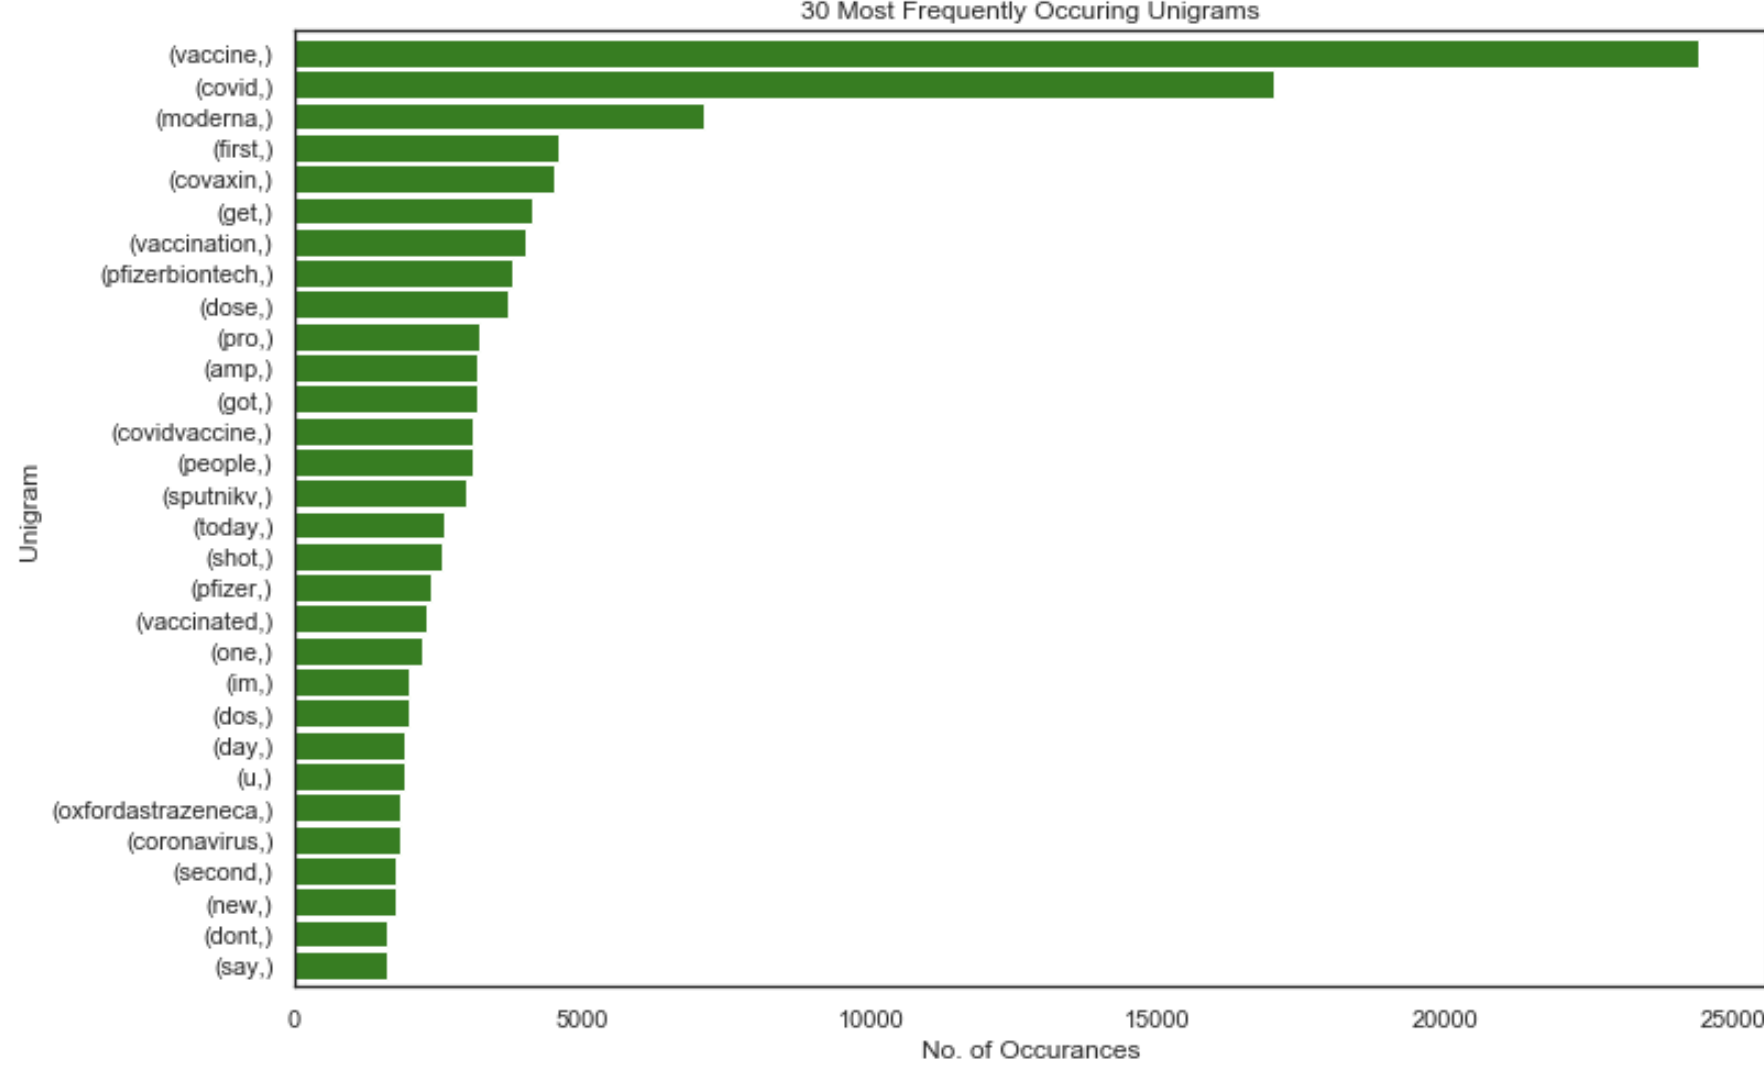 30 Most Frequently Occuring Unigrams
(vaccine,)
(covid,)
(moderna,)
(first,)
(covaxin,)
(get,)
(vaccination,)
(pfizerbiontech,)
(dose,)
(pro,)
(amp,)
(got,)
(covidvaccine,)
(people,)
(sputnikv,)
(today,)
(shot,)
(pfizer,)
(vaccinated,)
(one,)
(im,)
(dos,)
(day,)
(u,)
(oxfordastrazeneca,)
(coronavirus,)
(second,)
(new,)
(dont,)
(say,)
Unigram
0 5000 10000 15000 20000 25000
No. of Occurances